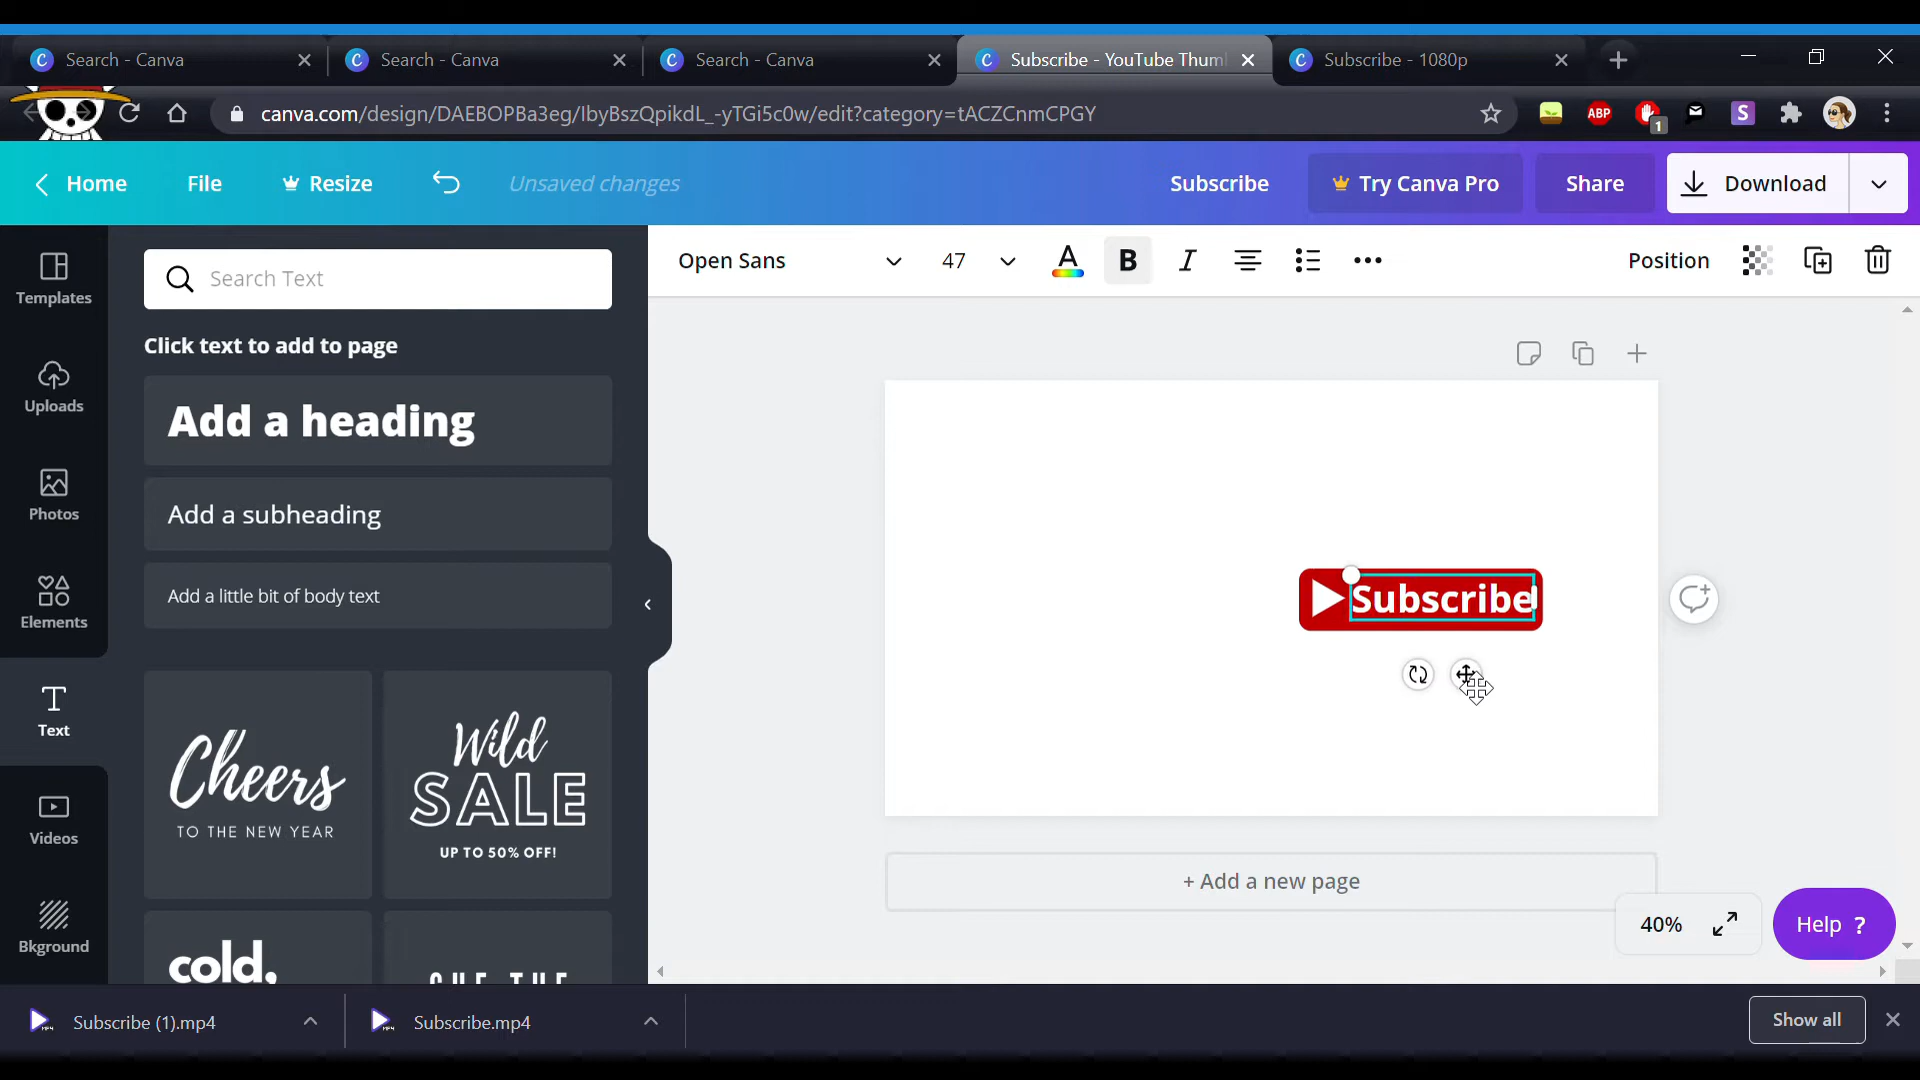 Search - Canva
Search - Canva
Search - Canva
Subscribe - YouTube Thum
Subscribe - 1080p
canva.com/design/DAEBOPBa3eg/IbyBszQpikdL_-yTGi5c0w/edit?category=tACZCnmCPGY
ABP
1
S
Home
File
Resize
Unsaved changes
Subscribe
Try Canva Pro
Share
Download
Templates
Uploads
Photos
Elements
Text
Videos
Bkground
Search Text
Click text to add to page
Add a heading
Add a subheading
Add a little bit of body text
Cheers
TO THE NEW YEAR
Wild
SALE
UP TO 50% OFF!
cold,
Open Sans
47
A
B
I
Position
Subscribe
+ Add a new page
40%
Help ?
Subscribe (1).mp4
Subscribe.mp4
Show all